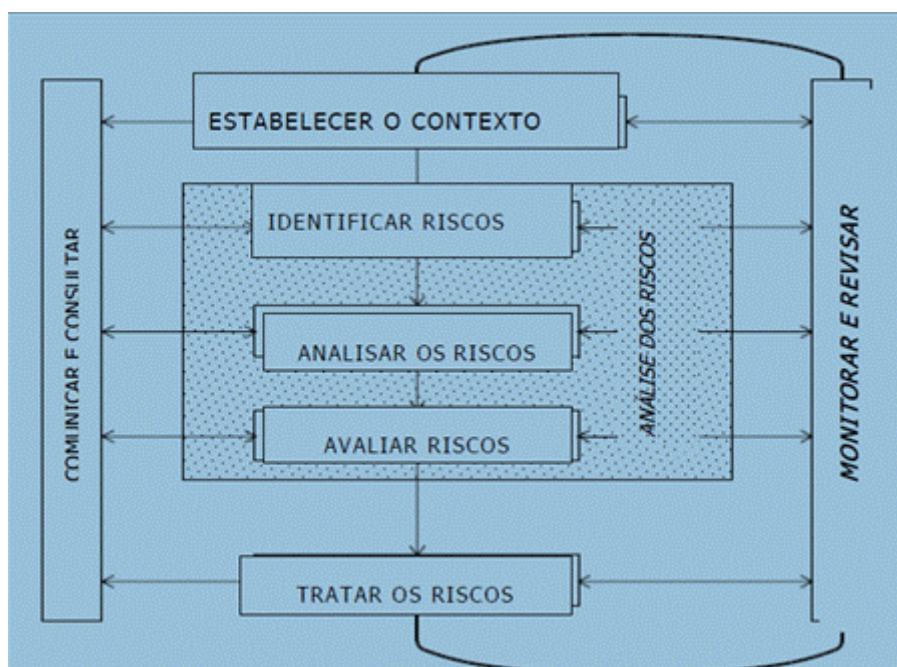 ESTABELECER O CONTEXTO
IDENTIFICAR RISCOS
ANALISAR OS RISCOS
AVALIAR RISCOS
TRATAR OS RISCOS
COMUNICAR E CONSULTAR
ANÁLISE DOS RISCOS
MONITORAR E REVISAR